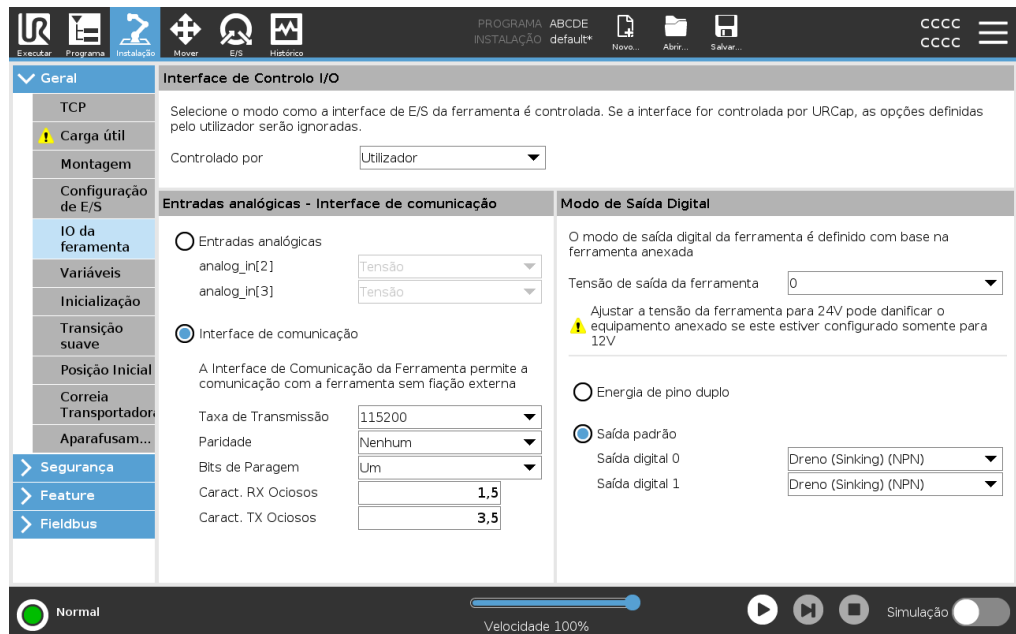 UR
Executar
Programa
Instalação
Mover
E/S
Histórico
PROGRAMA ABCDE
INSTALAÇÃO default*
Novo...
Abrir...
Salvar...
CCCC
CCCC
Geral
TCP
Carga útil
Montagem
Configuração
de E/S
IO da
feramenta
Variáveis
Inicialização
Transição
suave
Posição Inicial
Correia
Transportadora
Aparafusam...
Segurança
Feature
Fieldbus
Interface de Controlo I/O
Selecione o modo como a interface de E/S da ferramenta é controlada. Se a interface for controlada por URCap, as opções definidas
pelo utilizador serão ignoradas.
Controlado por Utilizador
Entradas analógicas - Interface de comunicação
Entradas analógicas
analog_in[2] Tensão
analog_in[3] Tensão
Interface de comunicação
A Interface de Comunicação da Ferramenta permite a
comunicação com a ferramenta sem fiação externa
Taxa de Transmissão 115200
Paridade Nenhum
Bits de Paragem Um
Caract. RX Ociosos 1,5
Caract. TX Ociosos 3,5
Modo de Saída Digital
O modo de saída digital da ferramenta é definido com base na
ferramenta anexada
Tensão de saída da ferramenta 0
Ajustar a tensão da ferramenta para 24V pode danificar o
equipamento anexado se este estiver configurado somente para
12V
Energia de pino duplo
Saída padrão
Saída digital 0 Dreno (Sinking) (NPN)
Saída digital 1 Dreno (Sinking) (NPN)
Normal
Velocidade 100%
Simulação